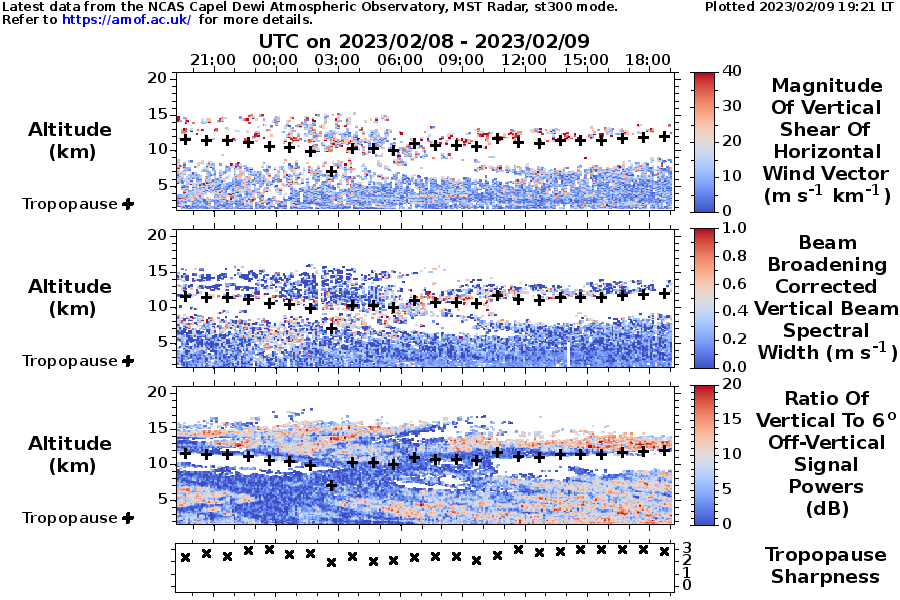 Latest data from the NCAS Capel Dewi Atmospheric Observatory, MST Radar, st300 mode.
Plotted 2023/02/09 19:21 LT
Refer to https://amof.ac.uk/ for more details.
UTC on 2023/02/08 - 2023/02/09
21:00 00:00 03:00 06:00 09:00 12:00 15:00 18:00
Altitude
(km)
Tropopause
20
15
10
5
40
30
20
10
0
Magnitude
Of Vertical
Shear Of
Horizontal
Wind Vector
(m s-1 km-1)
Altitude
(km)
Tropopause
20
15
10
5
1.0
0.8
0.6
0.4
0.2
0.0
Beam
Broadening
Corrected
Vertical Beam
Spectral
Width (m s-1)
Altitude
(km)
Tropopause
20
15
10
5
20
15
10
5
0
Ratio Of
Vertical To 6o
Off-Vertical
Signal
Powers
(dB)
3
2
1
0
Tropopause
Sharpness